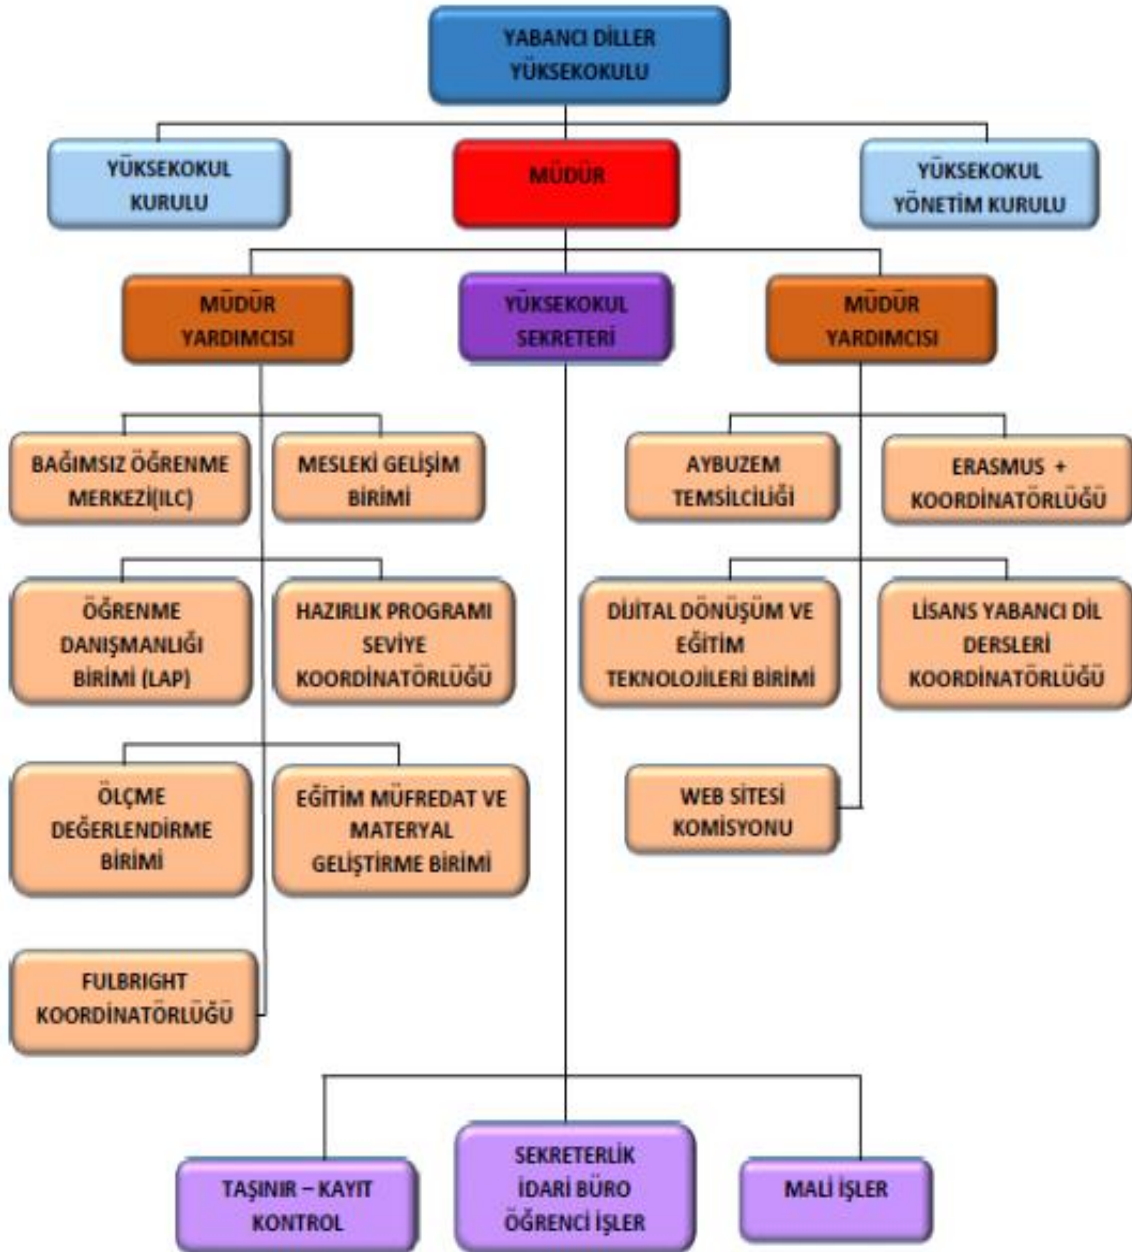 YABANCI DİLLER
YÜKSEKOKULU
YÜKSEKOKUL
KURULU
MÜDÜR
YÜKSEKOKUL
YÖNETİM KURULU
MÜDÜR
YARDIMCISI
YÜKSEKOKUL
SEKRETERİ
MÜDÜR
YARDIMCISI
BAĞIMSIZ ÖĞRENME
MERKEZİ(ILC)
MESLEKİ GELİŞİM
BİRİMİ
AYBUZEM
TEMSİLCİLİĞİ
ERASMUS +
KOORDİNATÖRLÜĞÜ
ÖĞRENME
DANIŞMANLIĞI
BİRİMİ (LAP)
HAZIRLIK PROGRAMI
SEVİYE
KOORDİNATÖRLÜĞÜ
DİJİTAL DÖNÜŞÜM VE
EĞİTİM
TEKNOLOJİLERİ BİRİMİ
LİSANS YABANCI DİL
DERSLERİ
KOORDİNATÖRLÜĞÜ
ÖLÇME
DEĞERLENDİRME
BİRİMİ
EĞİTİM MÜFREDAT VE
MATERYAL
GELİŞTİRME BİRİMİ
WEB SİTESİ
KOMİSYONU
FULBRIGHT
KOORDİNATÖRLÜĞÜ
TAŞINIR – KAYIT
KONTROL
SEKRETERLİK
İDARİ BÜRO
ÖĞRENCİ İŞLER
MALİ İŞLER